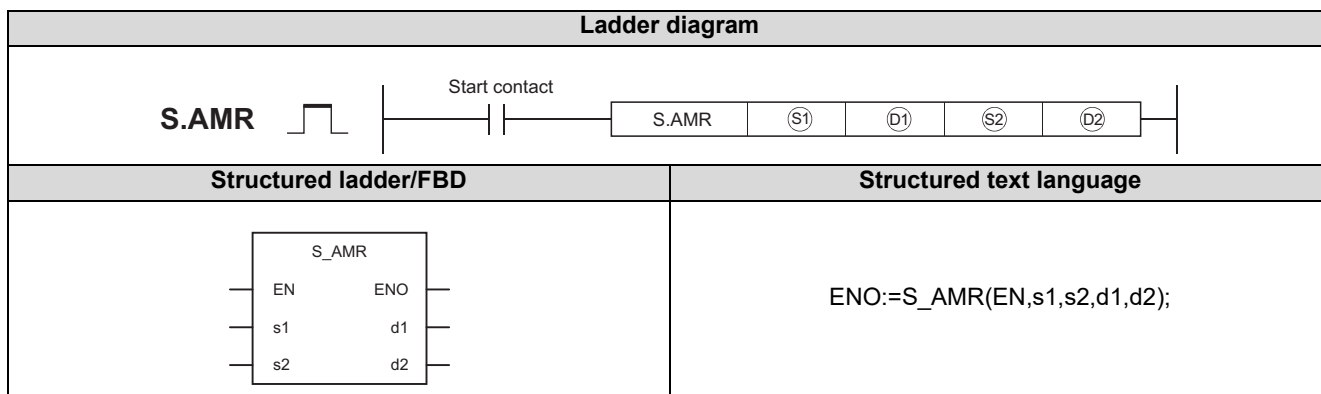 Ladder diagram
Start contact
S.AMR S.AMR S1 D1 S2 D2
Structured ladder/FBD Structured text language
S_AMR
EN ENO
s1 d1
s2 d2
ENO:=S_AMR(EN,s1,s2,d1,d2);